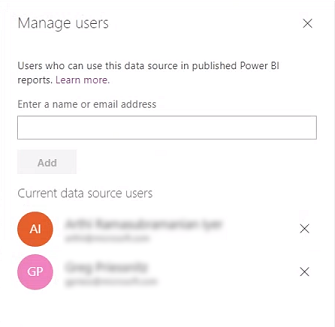 Manage users
Users who can use this data source in published Power BI
reports. Learn more.
Enter a name or email address
Add
Current data source users
AI
GP